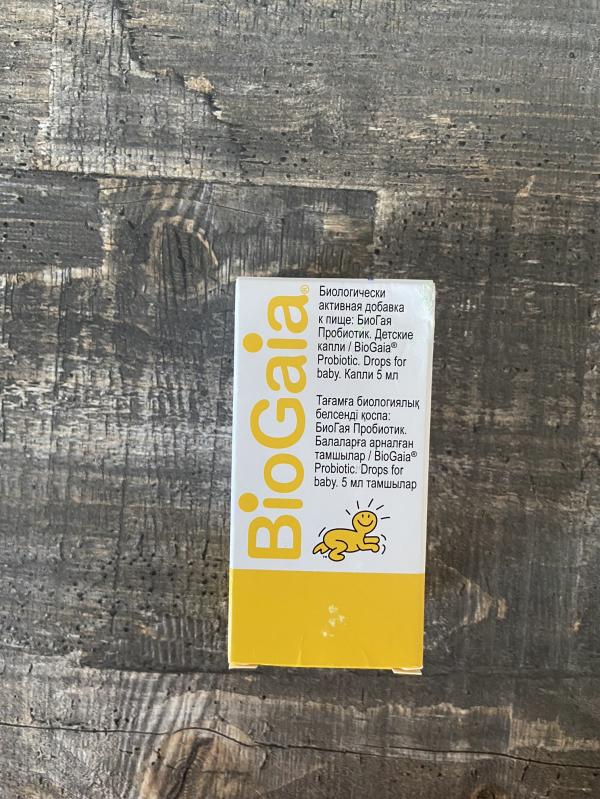 BioGaia®
Биологически
активная добавка
к пище: БиоГая
Пробиотик. Детские
капли / BioGaia®
Probiotic. Drops for
baby. Капли 5 мл
Тағамға биологиялық
белсенді қоспа:
БиоГая Пробиотик.
Балаларға арналған
тамшылар / BioGaia®
Probiotic. Drops for
baby. 5 мл тамшылар
™